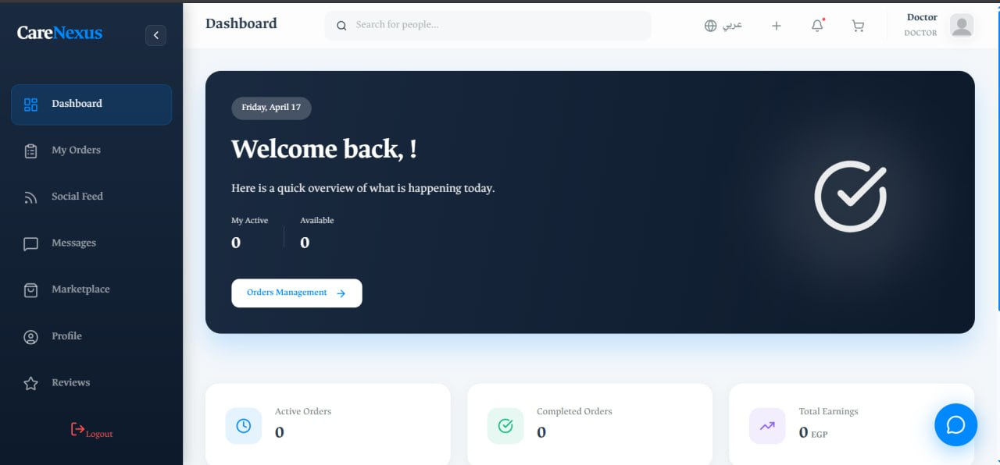 CareNexus
Dashboard
My Orders
Social Feed
Messages
Marketplace
Profile
Reviews
Logout
Dashboard
Search for people...
عربي
Doctor
DOCTOR
Friday, April 17
Welcome back, !
Here is a quick overview of what is happening today.
My Active
0
Available
0
Orders Management
Active Orders
0
Completed Orders
0
Total Earnings
0 EGP